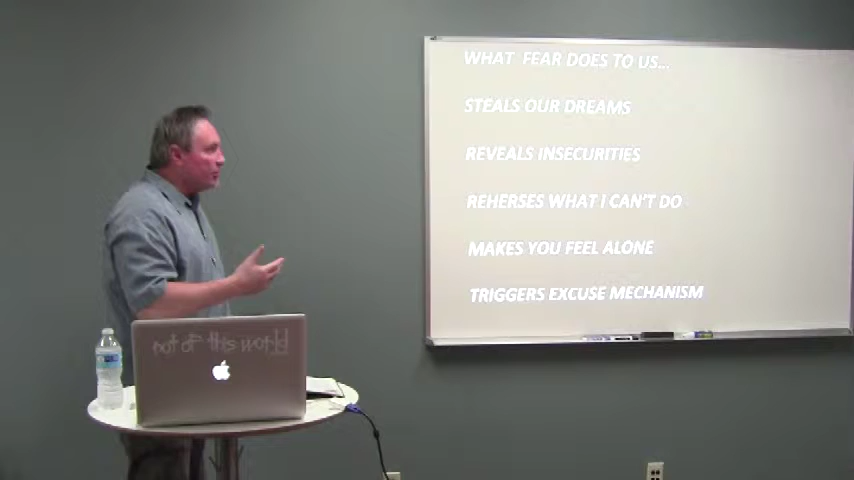 WHAT FEAR DOES TO US...
STEALS OUR DREAMS
REVEALS INSECURITIES
REHERSES WHAT I CAN'T DO
MAKES YOU FEEL ALONE
TRIGGERS EXCUSE MECHANISM
not of this world